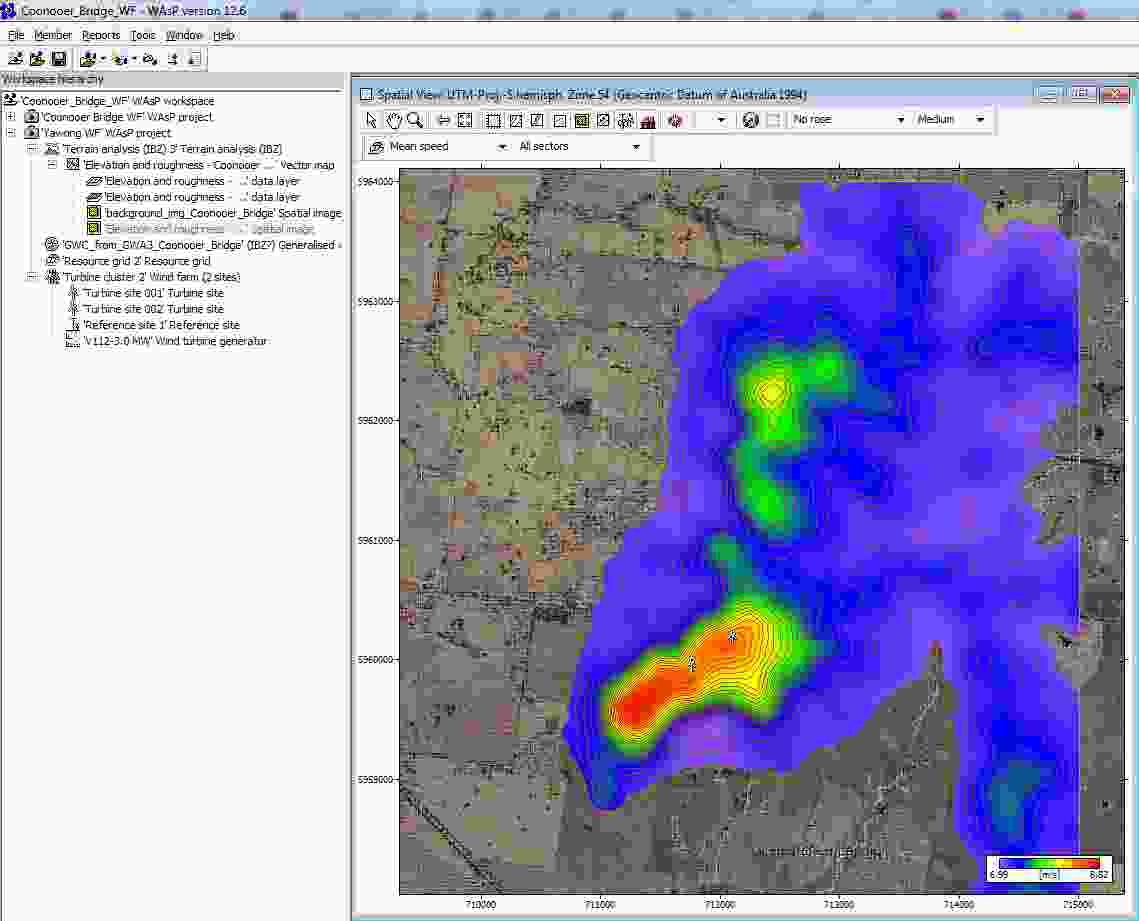 Coonooer_Bridge_WF - WAsP version 12.6
File Member Reports Tools Window Help
Workspace hierarchy
'Coonooer_Bridge_WF' WAsP workspace
'Coonooer Bridge WF' WAsP project
'Yawong WF' WAsP project
'Terrain analysis (IBZ) 3' Terrain analysis (IBZ)
'Elevation and roughness - 'Coonooer ...' Vector map
'Elevation and roughness - ...' data.layer
'Elevation and roughness - ...' data.layer
'background_img_Coonooer_Bridge' Spatial image
'Elevation and roughness - ...' Spatial image
'GWC_from_GWA3_Coonooer_Bridge' (IBZ?) Generalised
'Resource grid 2' Resource grid
'Turbine cluster 2' Wind farm (2 sites)
'Turbine site 001' Turbine site
'Turbine site 002' Turbine site
'Reference site 1' Reference site
'V112-3.0 MW' Wind turbine generator
Spatial View: UTM-Proj. S.hemisph. Zone 54 (Geocentric Datum of Australia 1994)
No rose Medium
Mean speed All sectors
5964000
5963000
5962000
5961000
5960000
5959000
710000 711000 712000 713000 714000 715000
6.99 [m/s] 8.82